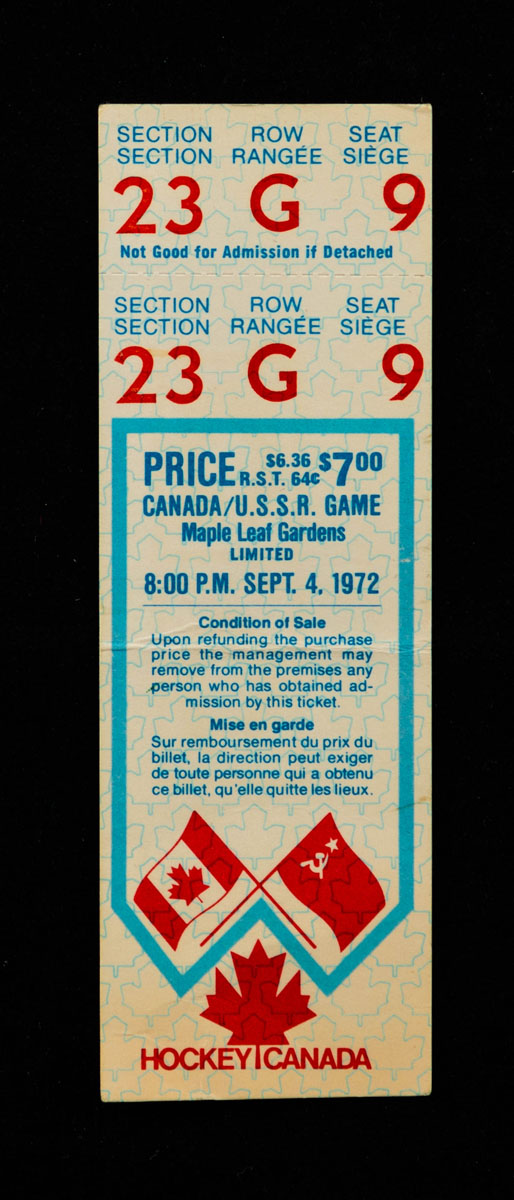 SECTION ROW SEAT
SECTION RANGÉE SIÈGE
23 G 9
Not Good for Admission if Detached
SECTION ROW SEAT
SECTION RANGÉE SIÈGE
23 G 9
PRICE $6.36 R.S.T. 64¢ $7.00
CANADA/U.S.S.R. GAME
Maple Leaf Gardens
LIMITED
8:00 P.M. SEPT. 4, 1972
Condition of Sale
Upon refunding the purchase
price the management may
remove from the premises any
person who has obtained ad-
mission by this ticket.
Mise en garde
Sur remboursement du prix du
billet, la direction peut exiger
de toute personne qui a obtenu
ce billet, qu'elle quitte les lieux.
HOCKEY CANADA